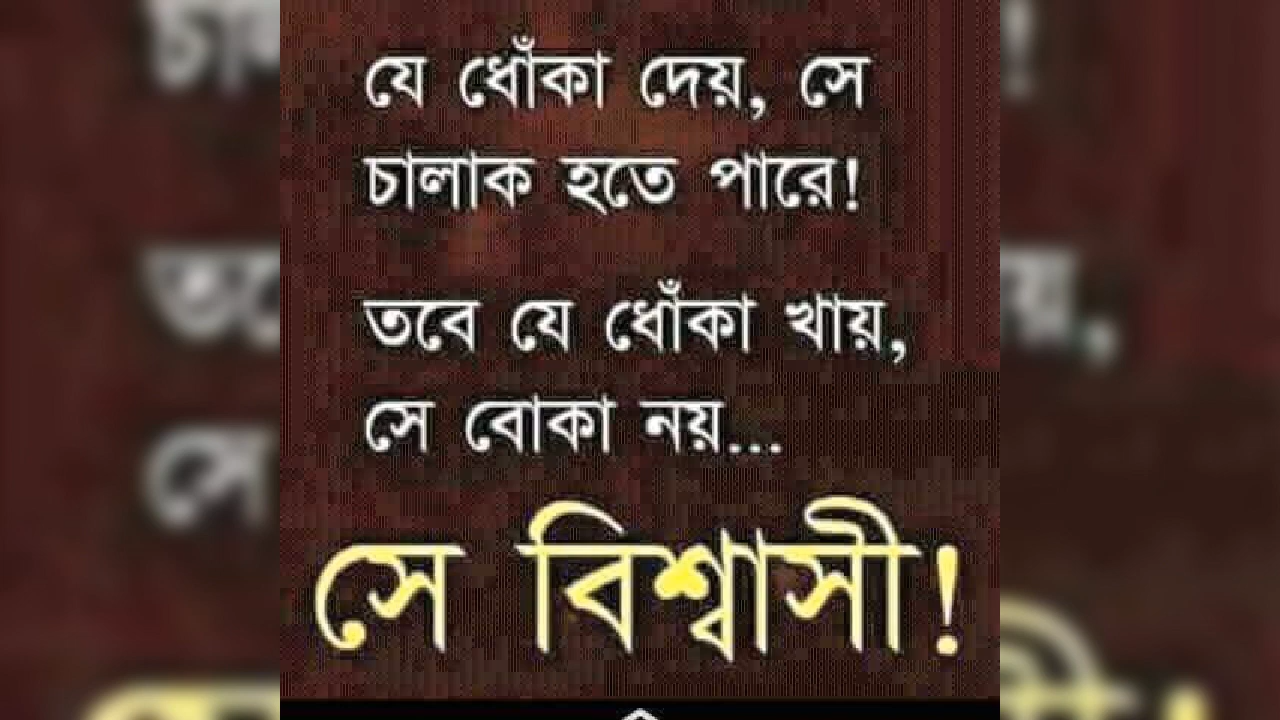 যে ধোঁকা দেয়, সে
চালাক হতে পারে!
তবে যে ধোঁকা খায়,
সে বোকা নয়...
সে বিশ্বাসী!